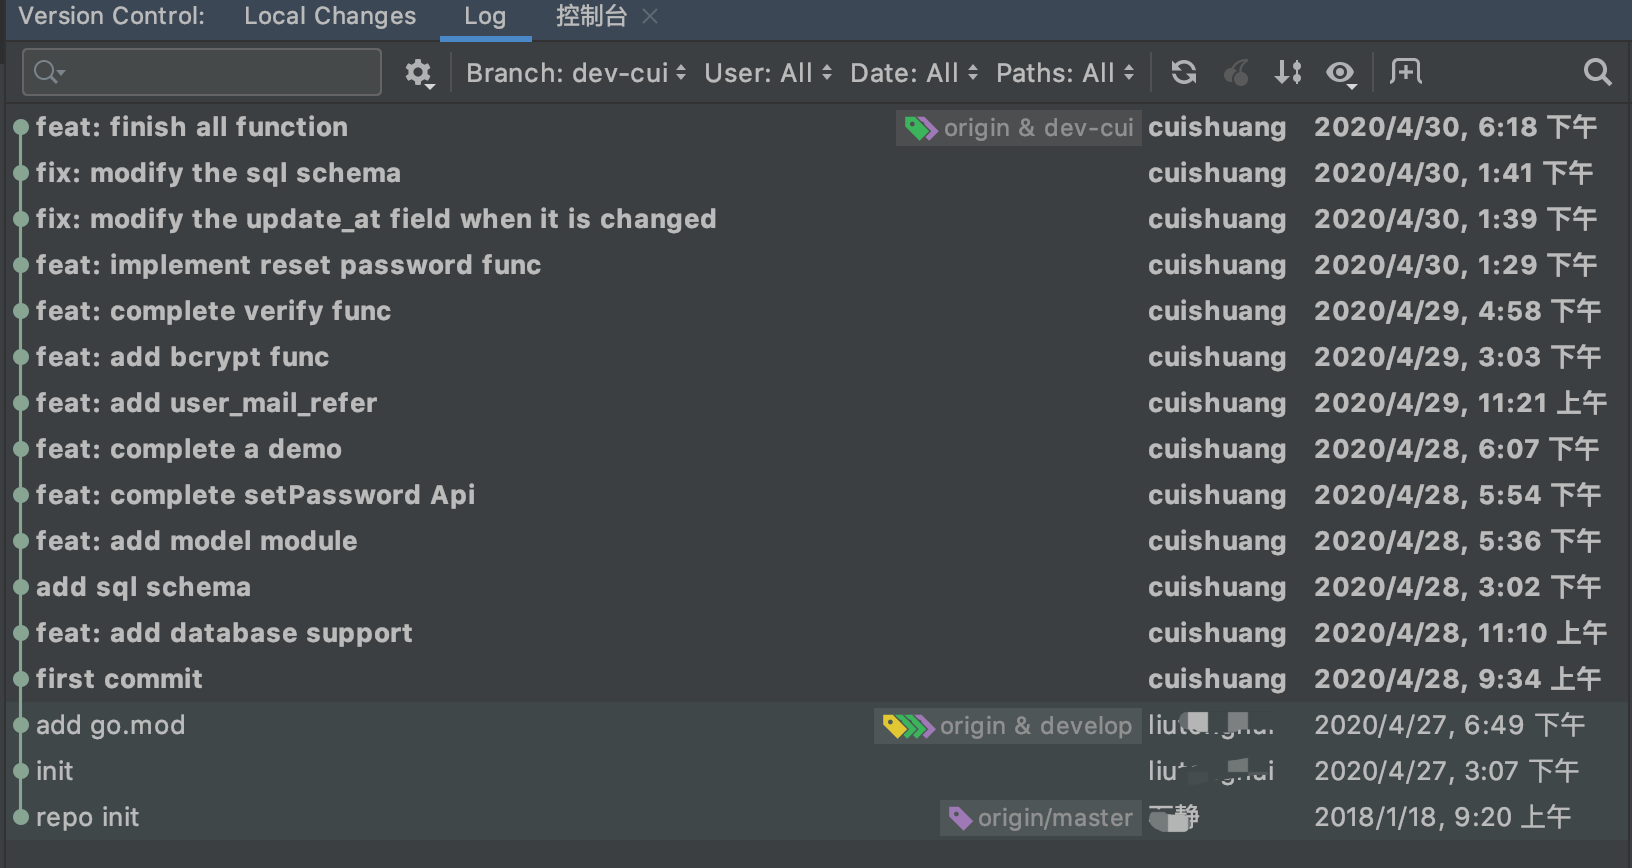 Version Control: Local Changes Log 控制台
Branch: dev-cui User: All Date: All Paths: All
feat: finish all function origin & dev-cui cuishuang 2020/4/30, 6:18 下午
fix: modify the sql schema cuishuang 2020/4/30, 1:41 下午
fix: modify the update_at field when it is changed cuishuang 2020/4/30, 1:39 下午
feat: implement reset password func cuishuang 2020/4/30, 1:29 下午
feat: complete verify func cuishuang 2020/4/29, 4:58 下午
feat: add bcrypt func cuishuang 2020/4/29, 3:03 下午
feat: add user_mail_refer cuishuang 2020/4/29, 11:21 上午
feat: complete a demo cuishuang 2020/4/28, 6:07 下午
feat: complete setPassword Api cuishuang 2020/4/28, 5:54 下午
feat: add model module cuishuang 2020/4/28, 5:36 下午
add sql schema cuishuang 2020/4/28, 3:02 下午
feat: add database support cuishuang 2020/4/28, 11:10 上午
first commit cuishuang 2020/4/28, 9:34 上午
add go.mod origin & develop 2020/4/27, 6:49 下午
init 2020/4/27, 3:07 下午
repo init origin/master 2018/1/18, 9:20 上午